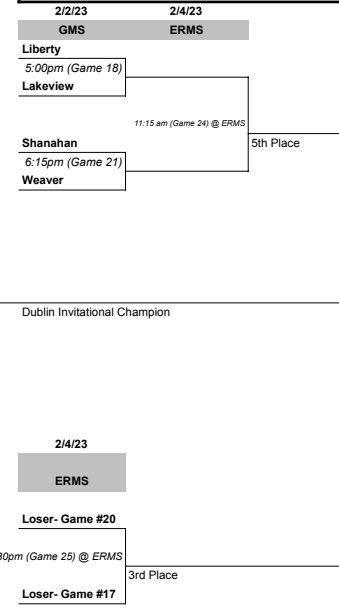 2/2/23 2/4/23
GMS ERMS
Liberty
5:00pm (Game 18)
Lakeview
11:15 am (Game 24) @ ERMS
Shanahan
5th Place
6:15pm (Game 21)
Weaver
Dublin Invitational Champion
2/4/23
ERMS
Loser- Game #20
30pm (Game 25) @ ERMS
3rd Place
Loser- Game #17